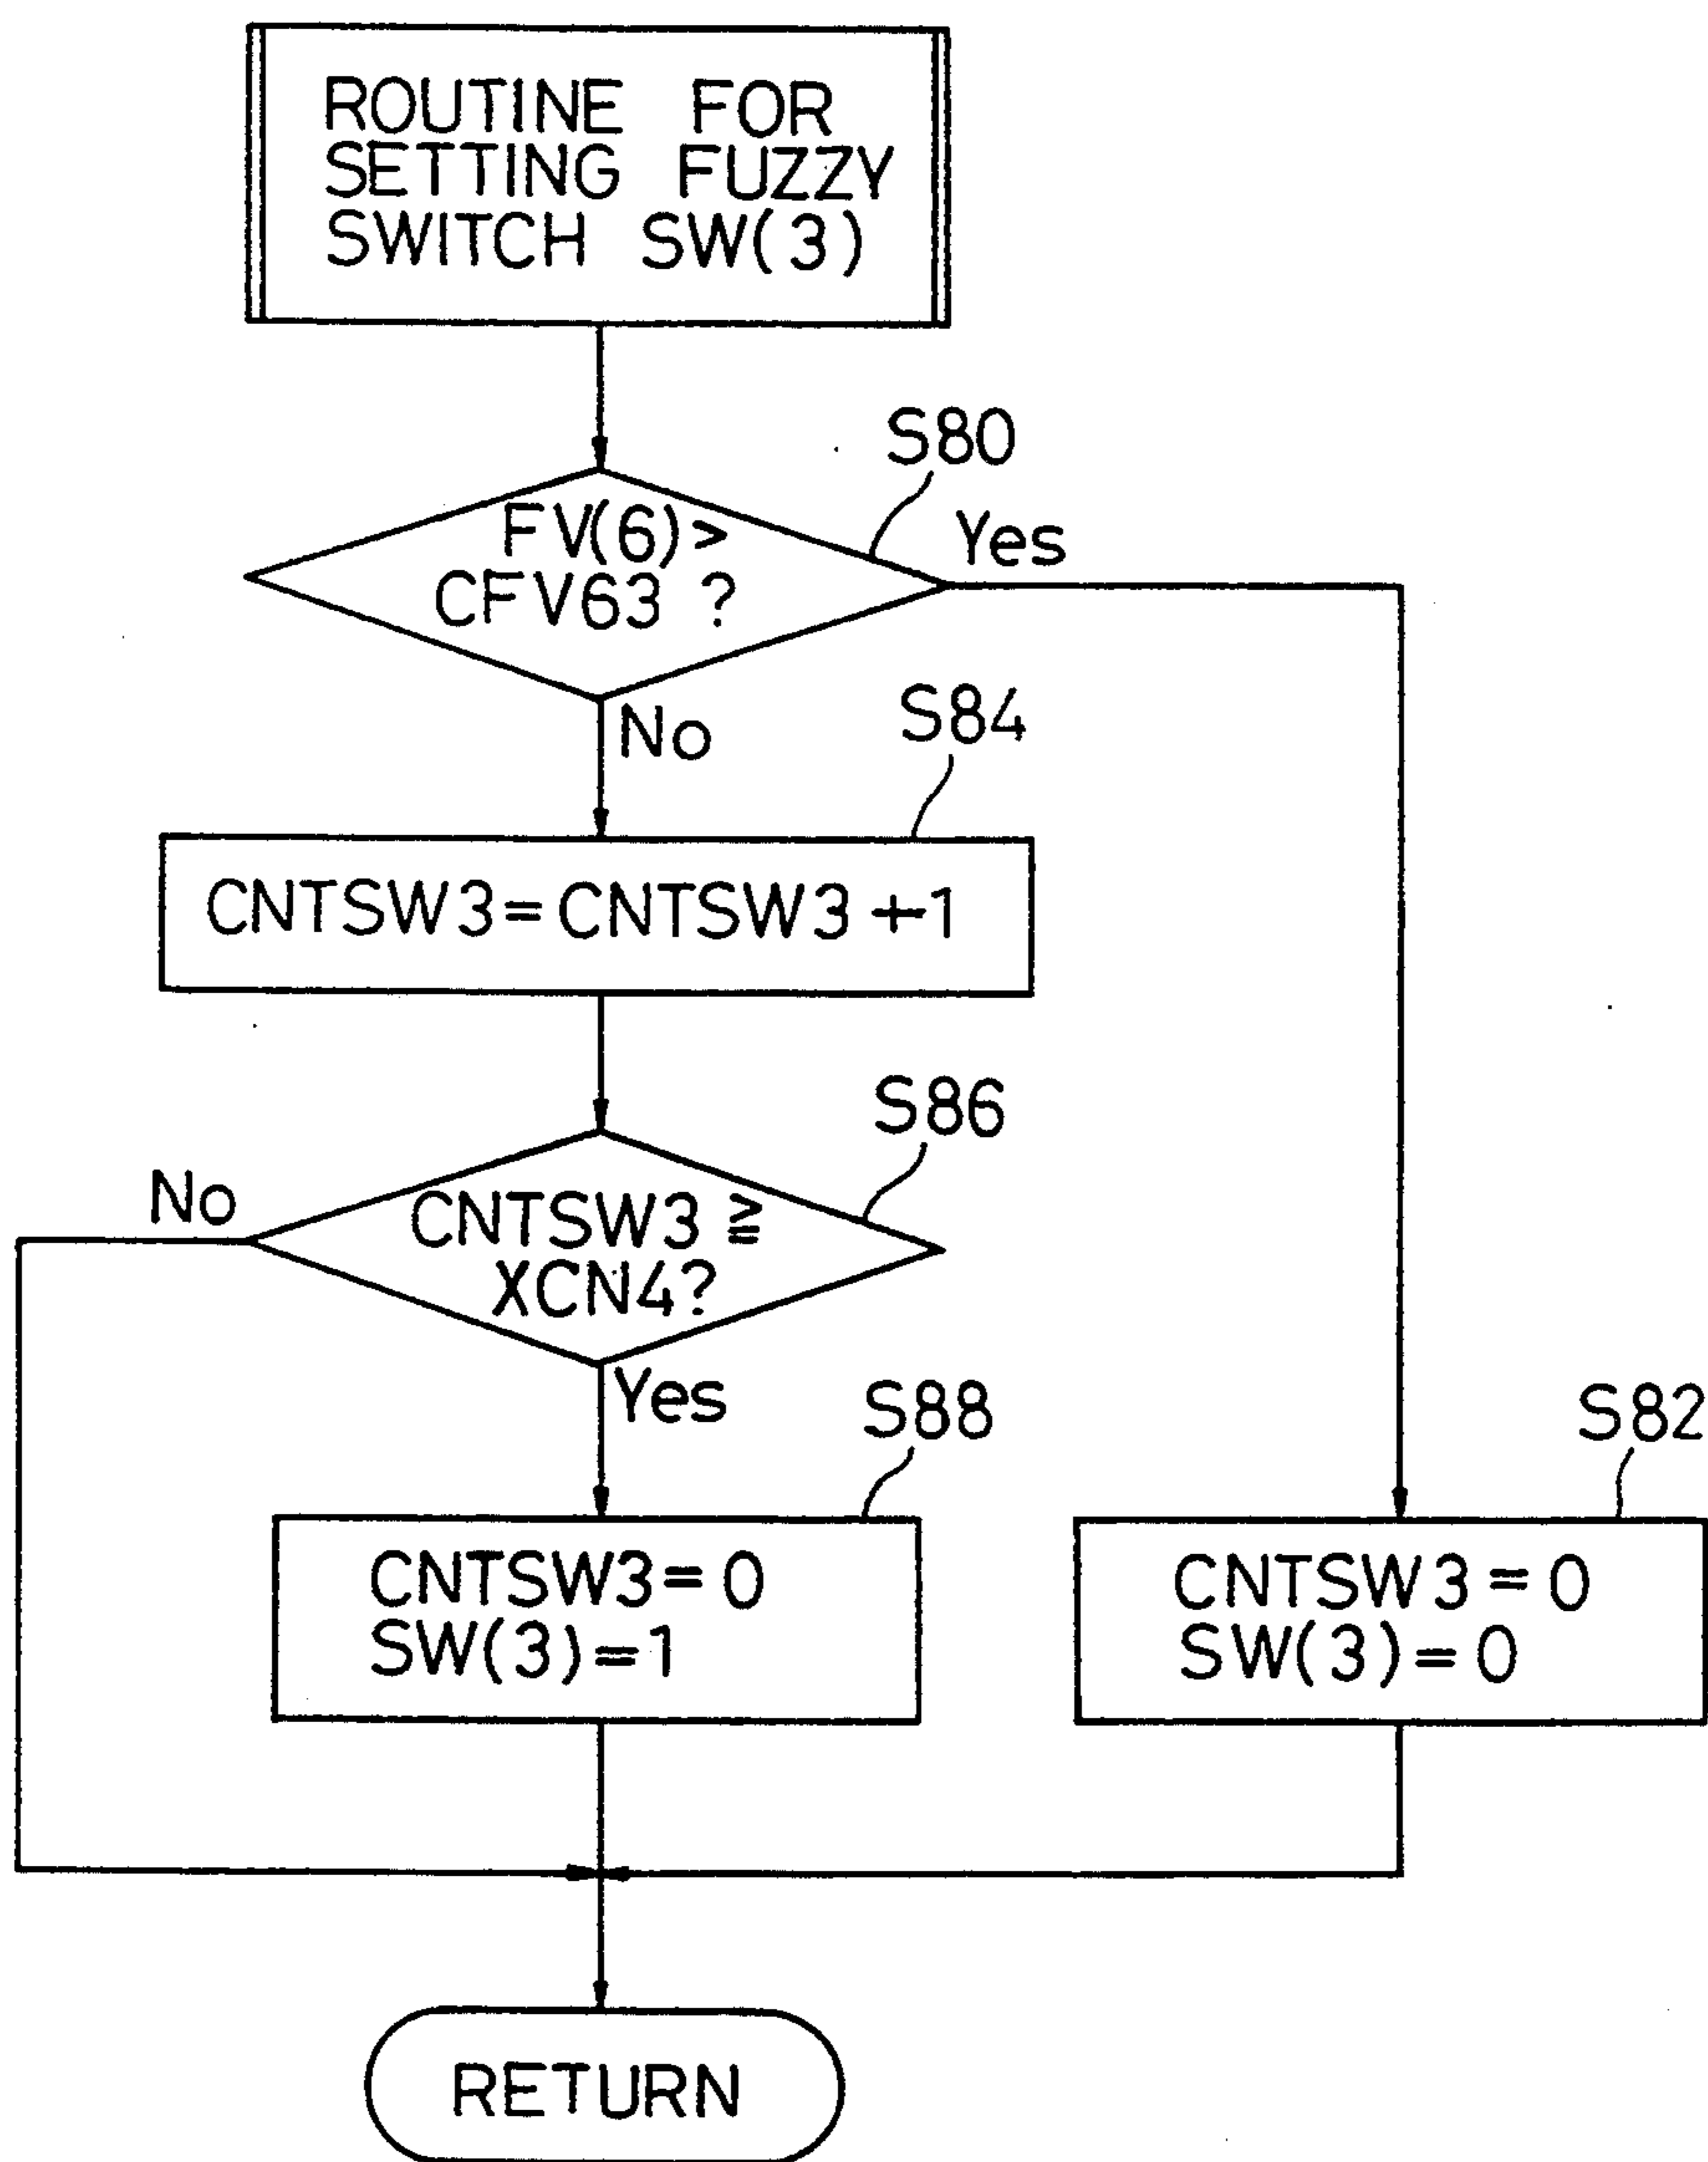 ROUTINE FOR
SETTING FUZZY
SWITCH SW(3)
S80
FV(6)>
CFV63 ?
Yes
No
S84
CNTSW3=CNTSW3+1
S86
No
CNTSW3≧
XCN4?
Yes
S88
CNTSW3=0
SW(3)=1
S82
CNTSW3=0
SW(3)=0
RETURN